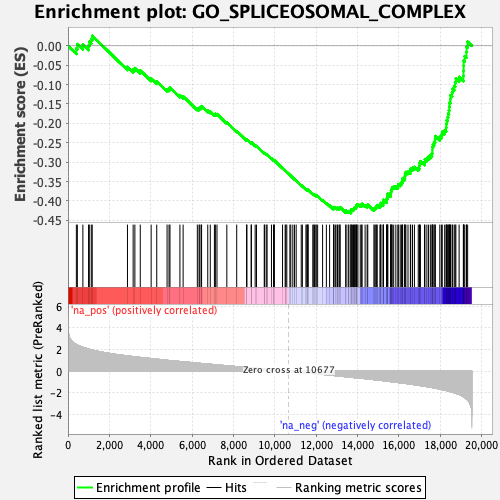 Enrichment plot: GO_SPLICEOSOMAL_COMPLEX
Enrichment score (ES)
0.00
-0.05
-0.10
-0.15
-0.20
-0.25
-0.30
-0.35
-0.40
-0.45
'na_pos' (positively correlated)
Ranked list metric (PreRanked)
6
4
2
0
-2
-4
Zero cross at 10677
'na_neg' (negatively correlated)
0 2,000 4,000 6,000 8,000 10,000 12,000 14,000 16,000 18,000 20,000
Rank in Ordered Dataset
Enrichment profile Hits Ranking metric scores